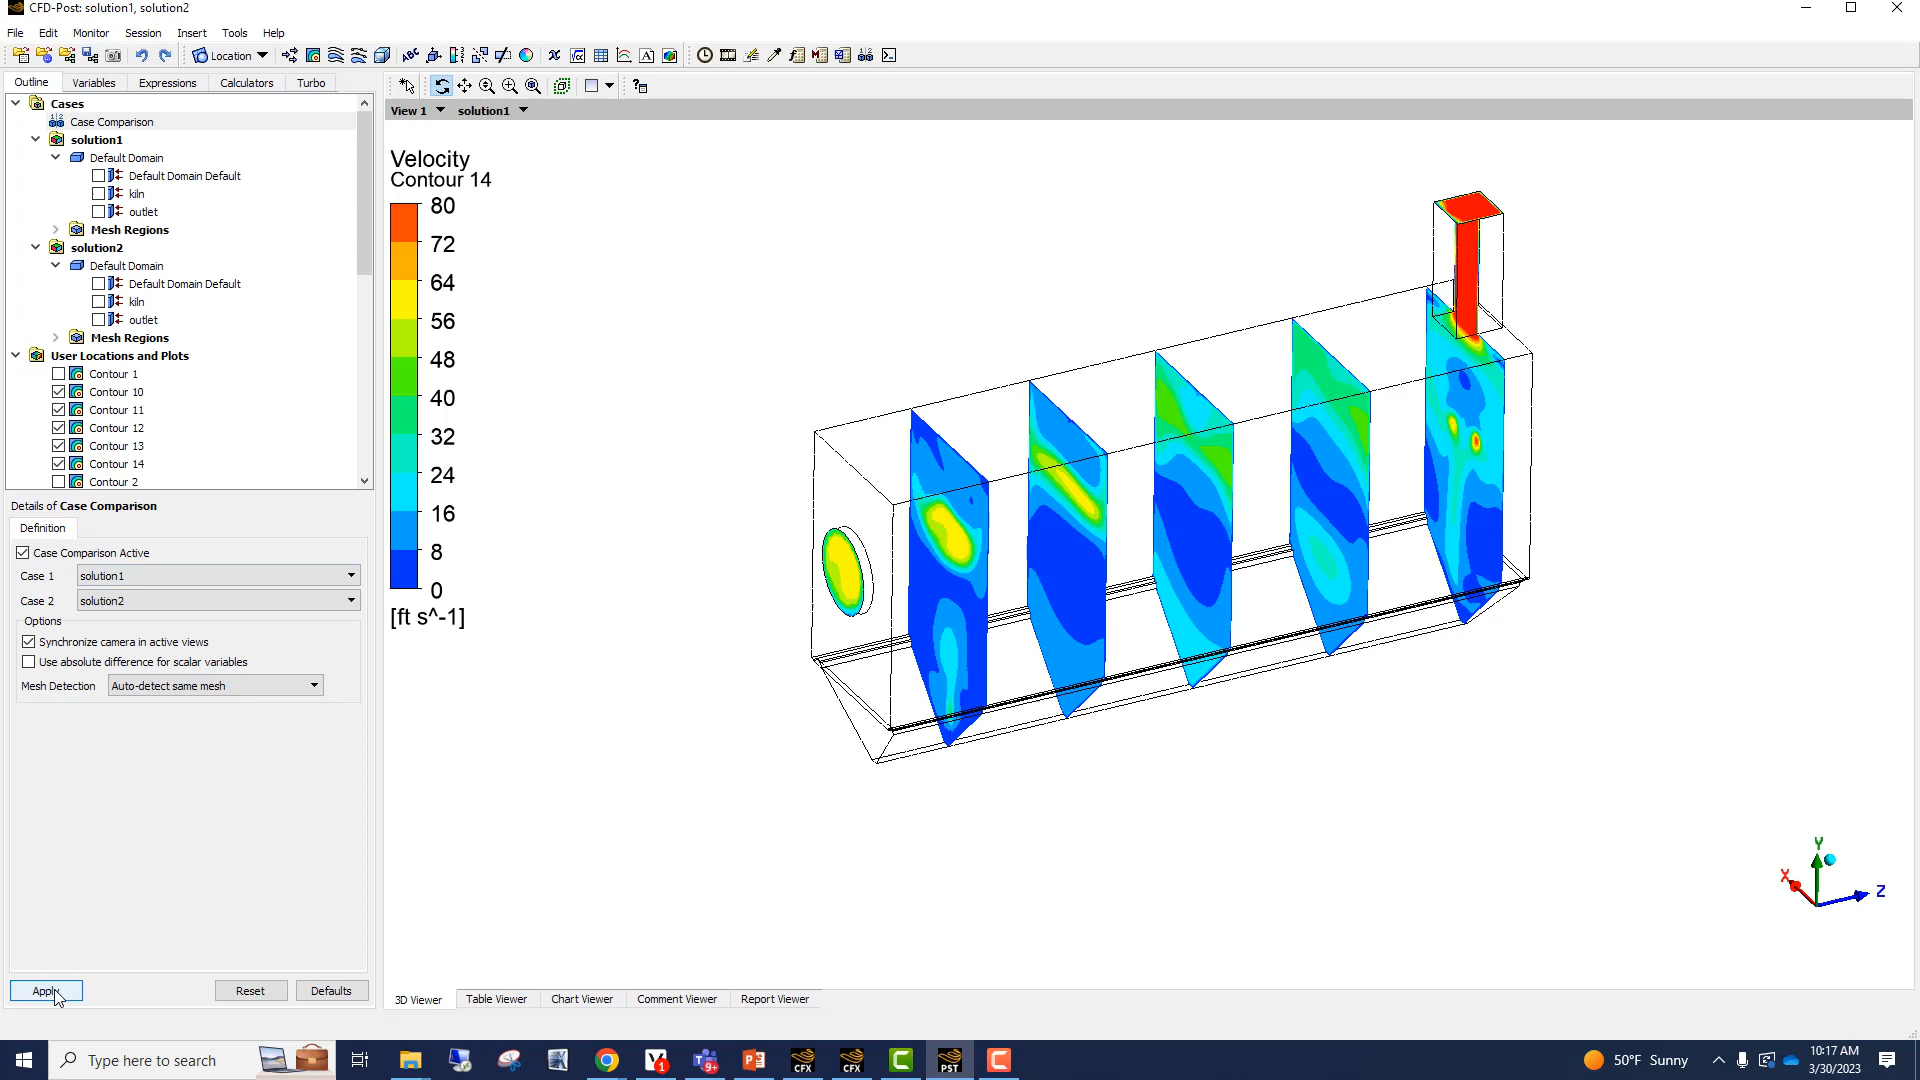 CFD-Post: solution1, solution2
File Edit Monitor Session Insert Tools Help
Location
Outline Variables Expressions Calculators Turbo
Cases
Case Comparison
solution1
Default Domain
Default Domain Default
kiln
outlet
Mesh Regions
solution2
Default Domain
Default Domain Default
kiln
outlet
Mesh Regions
User Locations and Plots
Contour 1
Contour 10
Contour 11
Contour 12
Contour 13
Contour 14
Contour 2
Details of Case Comparison
Definition
Case Comparison Active
Case 1 solution1
Case 2 solution2
Options
Synchronize camera in active views
Use absolute difference for scalar variables
Mesh Detection Auto-detect same mesh
Apply Reset Defaults
View 1 solution1
Velocity
Contour 14
80
72
64
56
48
40
32
24
16
8
0
[ft s^-1]
Y
X
Z
3D Viewer Table Viewer Chart Viewer Comment Viewer Report Viewer
Type here to search
1
9+
CFX
CFX
PST
50°F Sunny
10:17 AM
3/30/2023